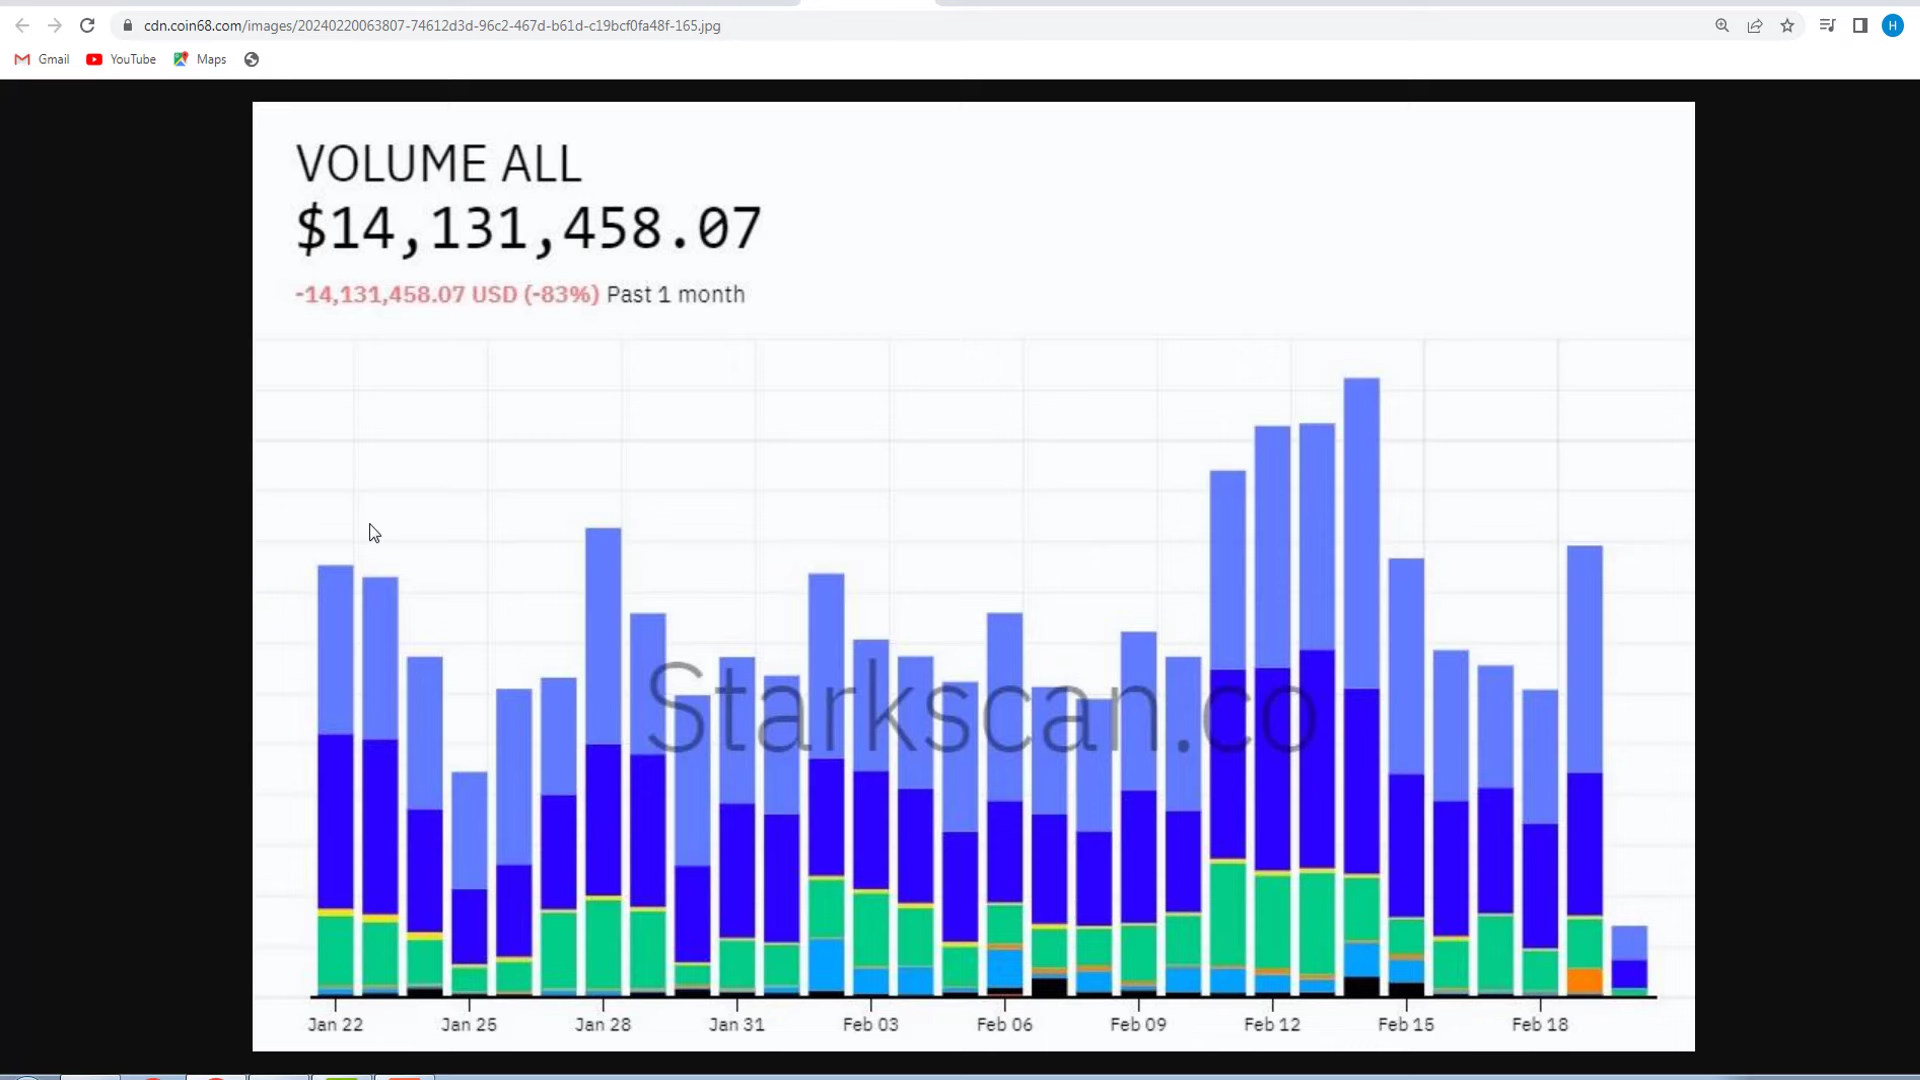 cdn.coin68.com/images/20240220063807-74612d3d-96c2-467d-b61d-c19bcf0fa48f-165.jpg
H
Gmail YouTube Maps
VOLUME ALL
$14,131,458.07
-14,131,458.07 USD (-83%) Past 1 month
Starkscan.co
Jan 22 Jan 25 Jan 28 Jan 31 Feb 03 Feb 06 Feb 09 Feb 12 Feb 15 Feb 18